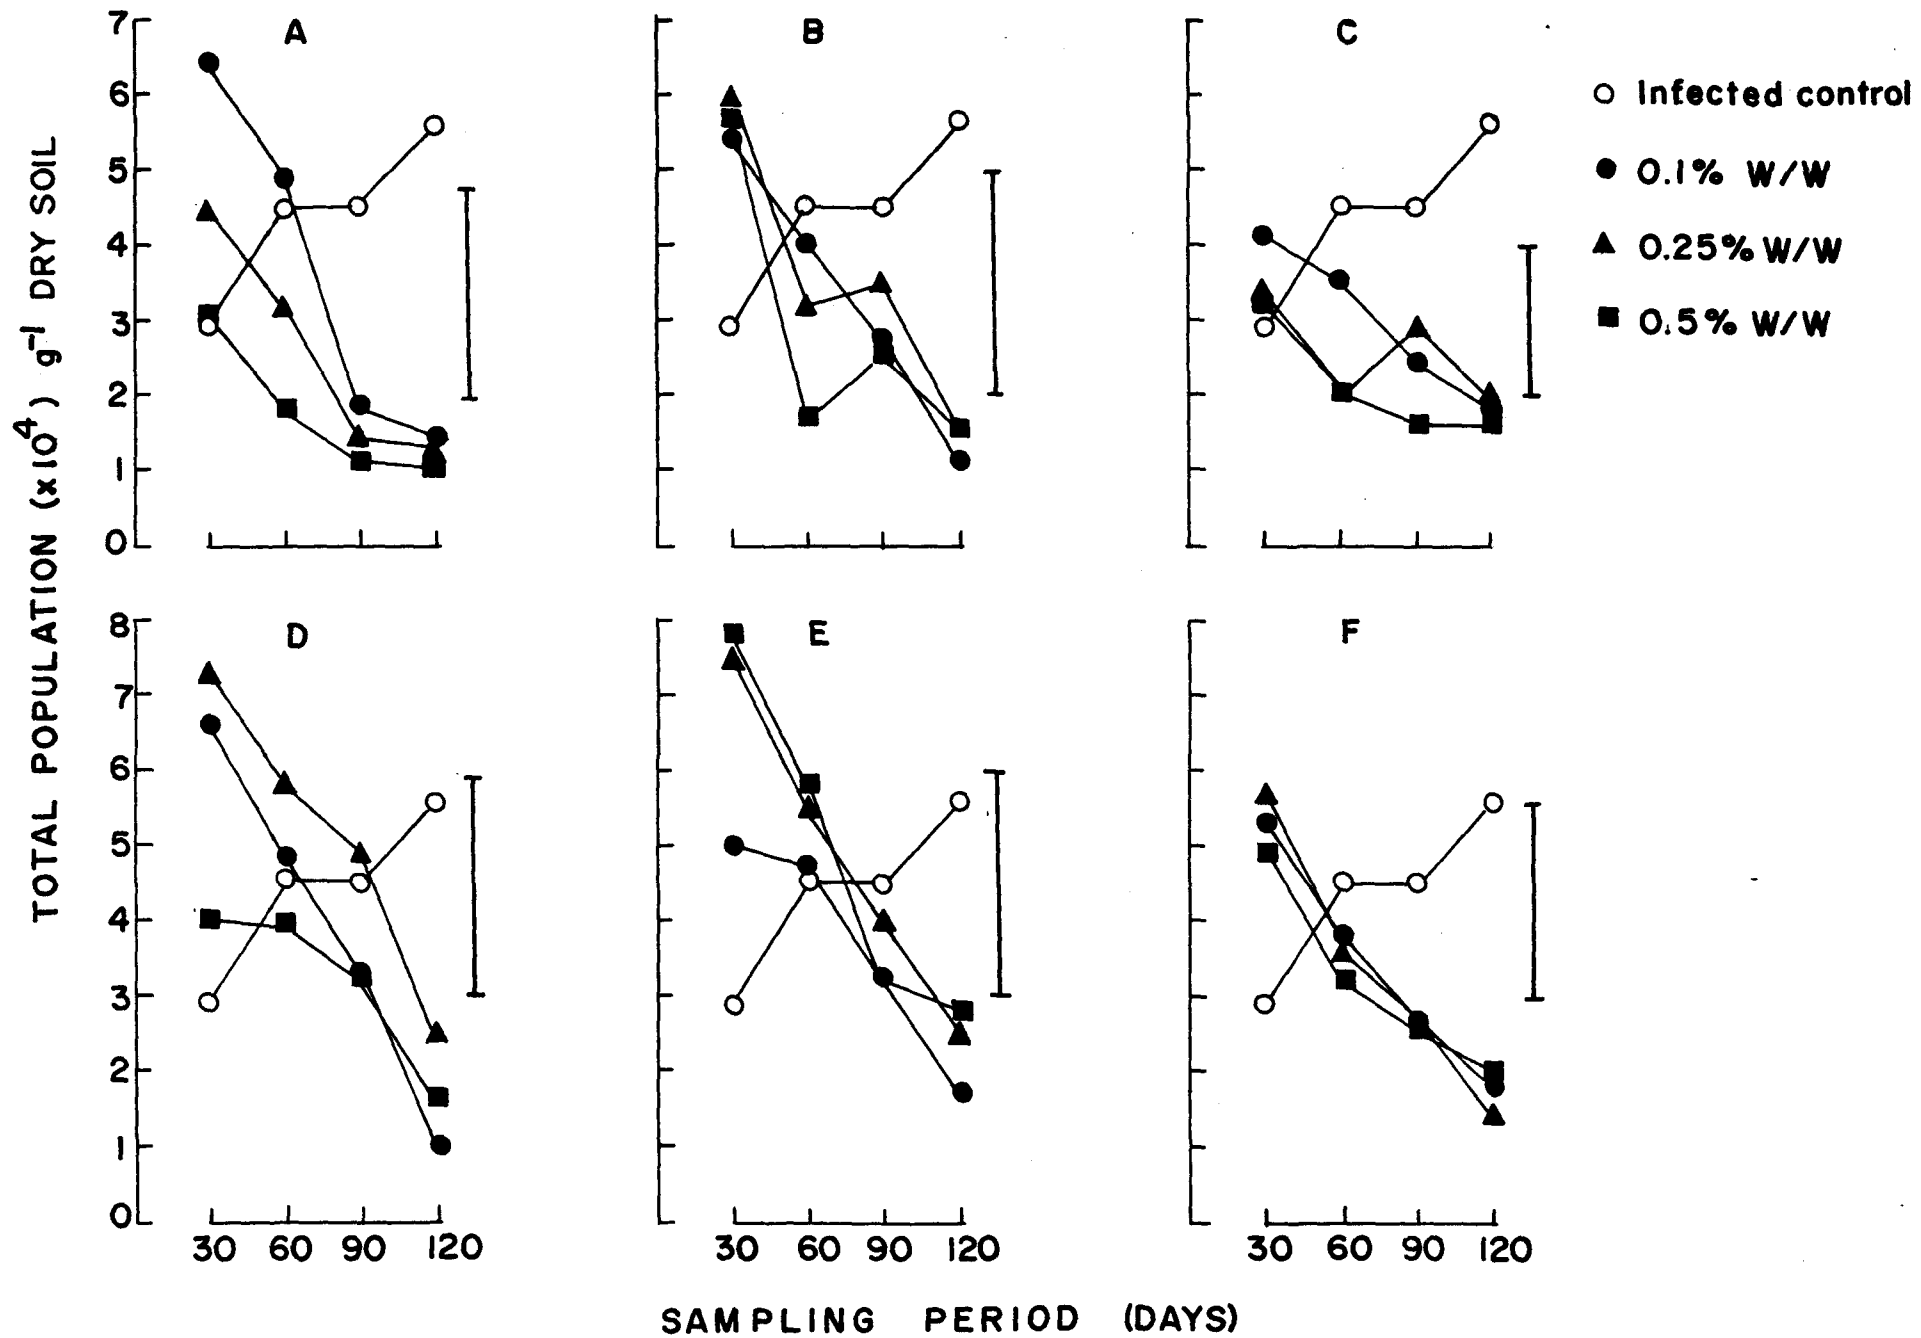 TOTAL POPULATION (x10⁴) g⁻¹ DRY SOIL
7
6
5
4
3
2
1
0
A
B
C
Infected control
0.1% W/W
0.25% W/W
0.5% W/W
8
7
6
5
4
3
2
1
0
D
E
F
30 60 90 120
30 60 90 120
30 60 90 120
SAMPLING PERIOD (DAYS)